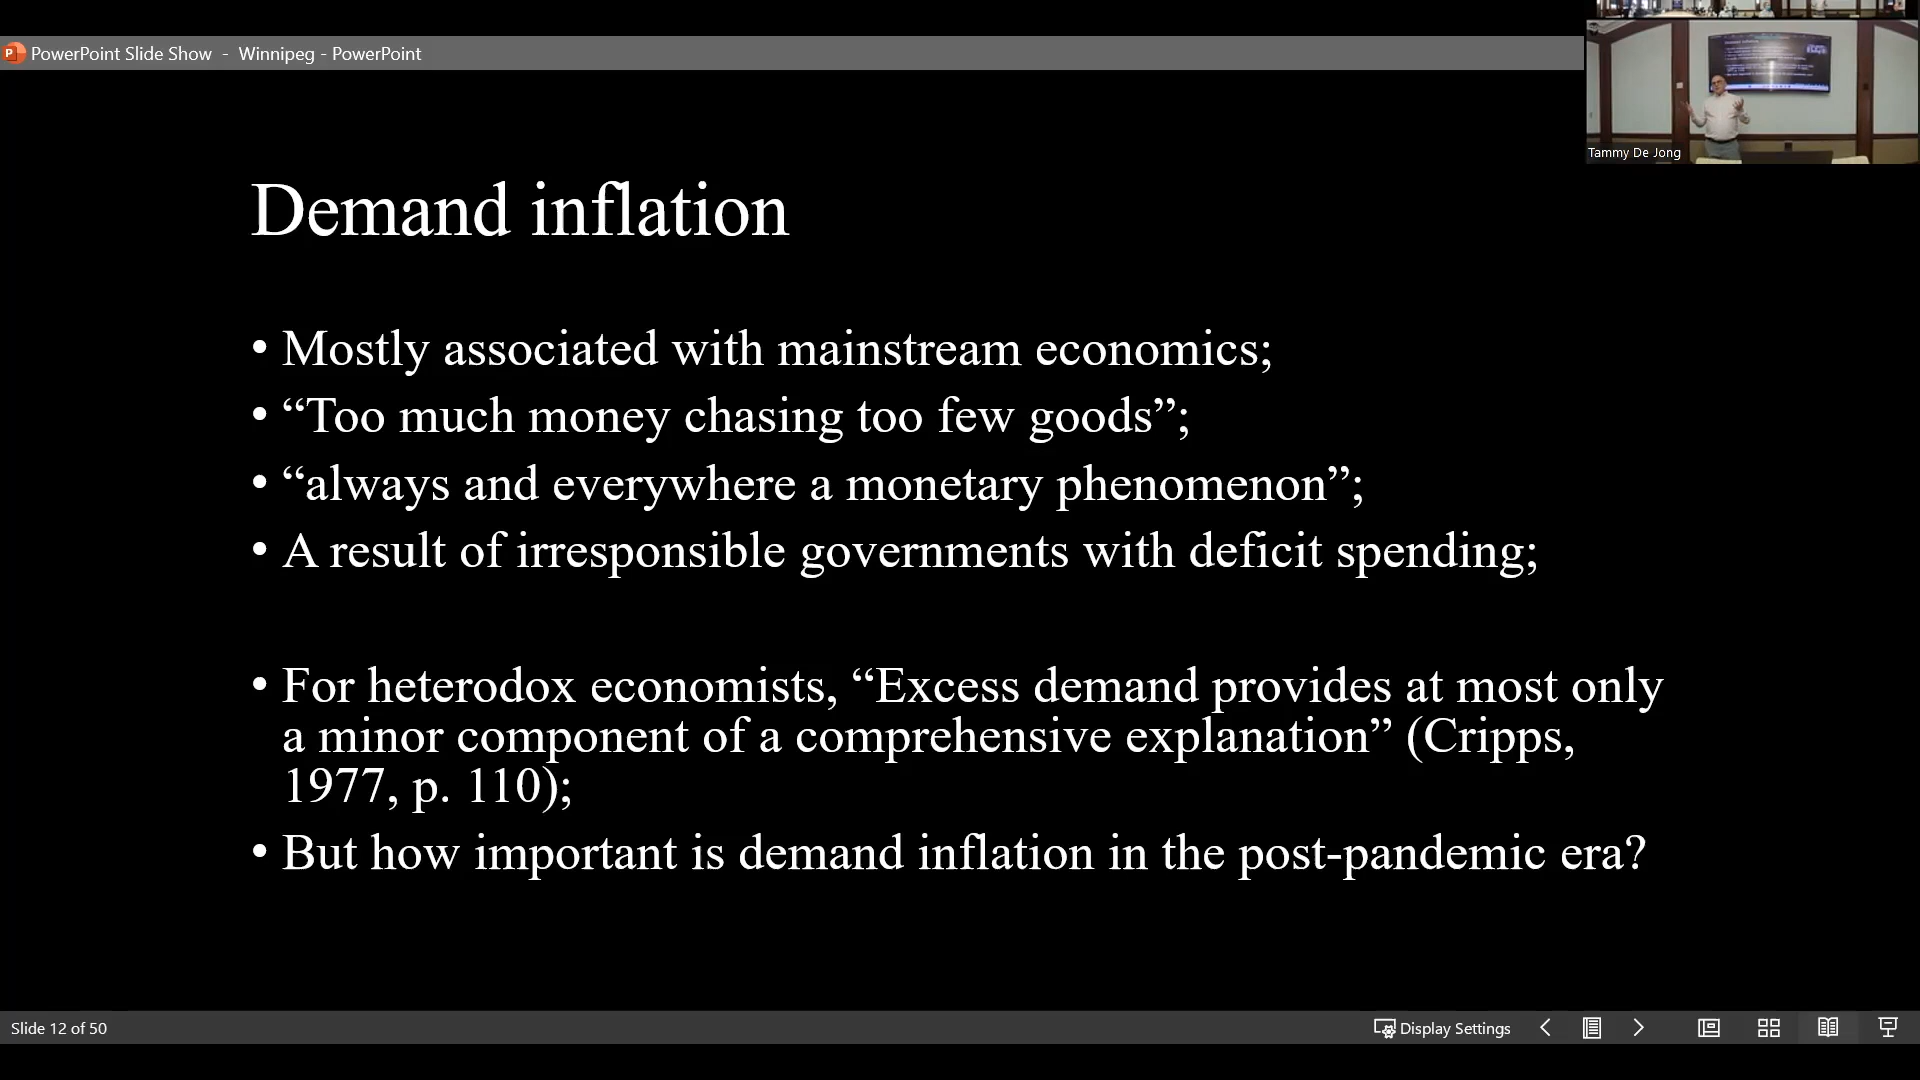 PowerPoint Slide Show - Winnipeg - PowerPoint
Tammy De Jong
Demand inflation
• Mostly associated with mainstream economics;
• “Too much money chasing too few goods”;
• “always and everywhere a monetary phenomenon”;
• A result of irresponsible governments with deficit spending;
• For heterodox economists, “Excess demand provides at most only
a minor component of a comprehensive explanation” (Cripps,
1977, p. 110);
• But how important is demand inflation in the post-pandemic era?
Slide 12 of 50
Display Settings